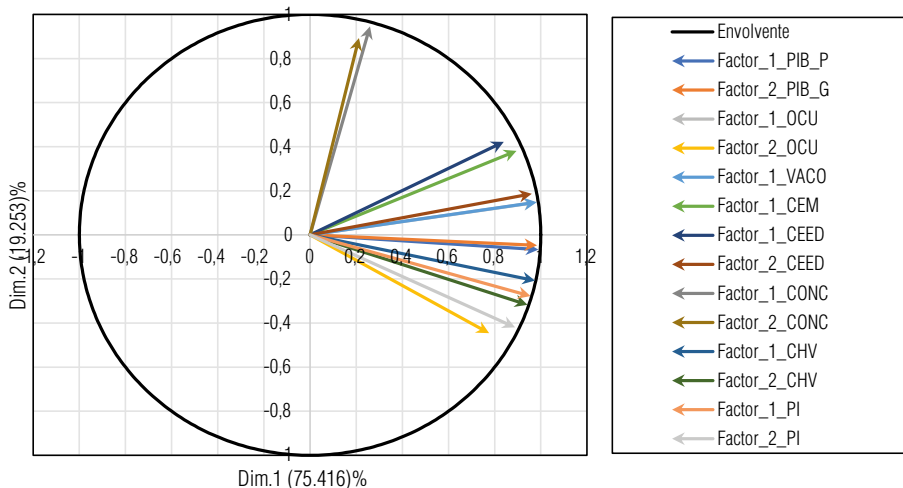 1
0,8
0,6
0,4
0,2
0
-1,2 -1 -0,8 -0,6 -0,4 -0,2 0 0,2 0,4 0,6 0,8 1 1,2
-0,2
-0,4
-0,6
-0,8
1
Dim.2 (19.253)%
Dim.1 (75.416)%
Envolvente
Factor_1_PIB_P
Factor_2_PIB_G
Factor_1_OCU
Factor_2_OCU
Factor_1_VACO
Factor_1_CEM
Factor_1_CEED
Factor_2_CEED
Factor_1_CONC
Factor_2_CONC
Factor_1_CHV
Factor_2_CHV
Factor_1_PI
Factor_2_PI